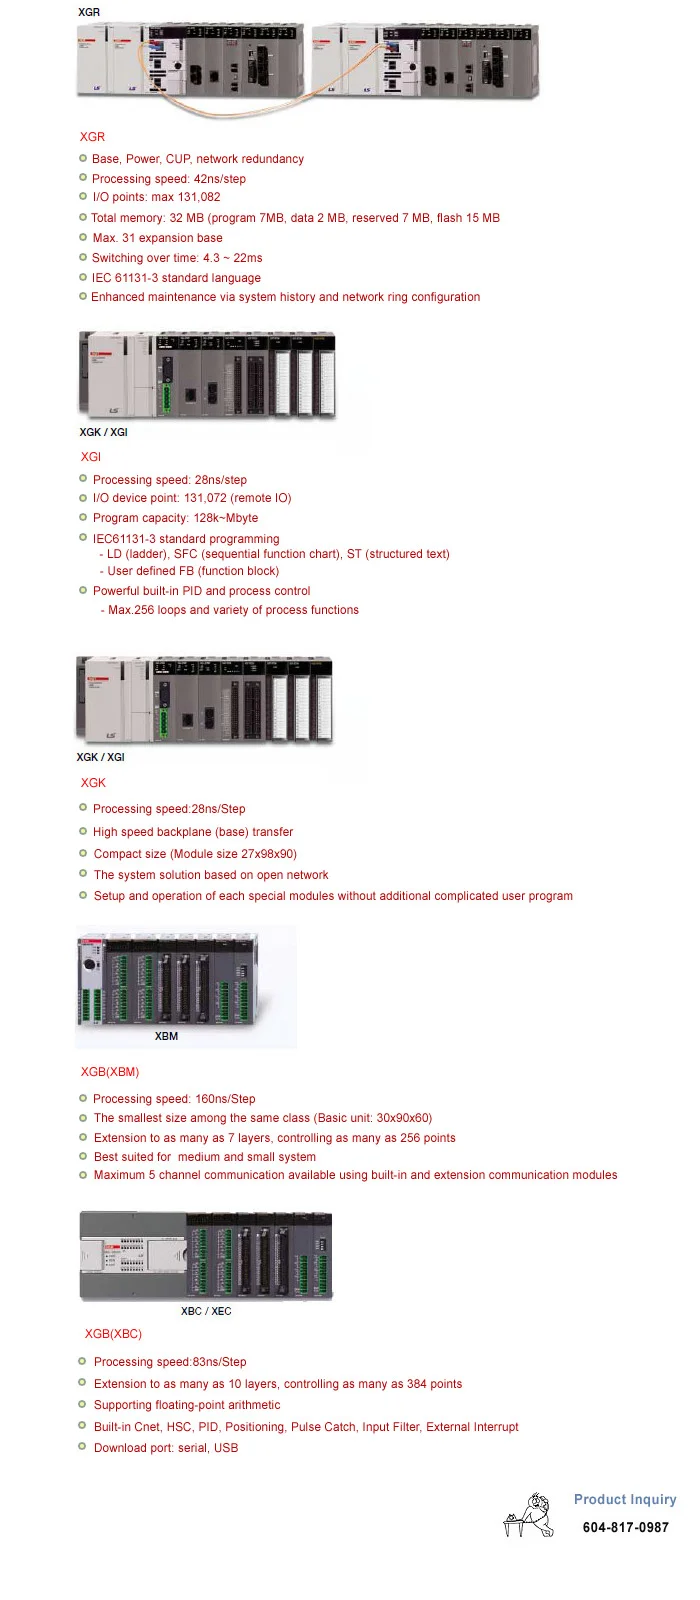 XGR
LS
LS
LS
LS
XGR
Base, Power, CUP, network redundancy
Processing speed: 42ns/step
I/O points: max 131,082
Total memory: 32 MB (program 7MB, data 2 MB, reserved 7 MB, flash 15 MB
Max. 31 expansion base
Switching over time: 4.3 ~ 22ms
IEC 61131-3 standard language
Enhanced maintenance via system history and network ring configuration
LS
XGK / XGI
XGI
Processing speed: 28ns/step
I/O device point: 131,072 (remote IO)
Program capacity: 128k~Mbyte
IEC61131-3 standard programming
- LD (ladder), SFC (sequential function chart), ST (structured text)
- User defined FB (function block)
Powerful built-in PID and process control
- Max.256 loops and variety of process functions
LS
XGK / XGI
XGK
Processing speed:28ns/Step
High speed backplane (base) transfer
Compact size (Module size 27x98x90)
The system solution based on open network
Setup and operation of each special modules without additional complicated user program
XBM
XGB(XBM)
Processing speed: 160ns/Step
The smallest size among the same class (Basic unit: 30x90x60)
Extension to as many as 7 layers, controlling as many as 256 points
Best suited for medium and small system
Maximum 5 channel communication available using built-in and extension communication modules
XBC / XEC
XGB(XBC)
Processing speed:83ns/Step
Extension to as many as 10 layers, controlling as many as 384 points
Supporting floating-point arithmetic
Built-in Cnet, HSC, PID, Positioning, Pulse Catch, Input Filter, External Interrupt
Download port: serial, USB
Product Inquiry
604-817-0987